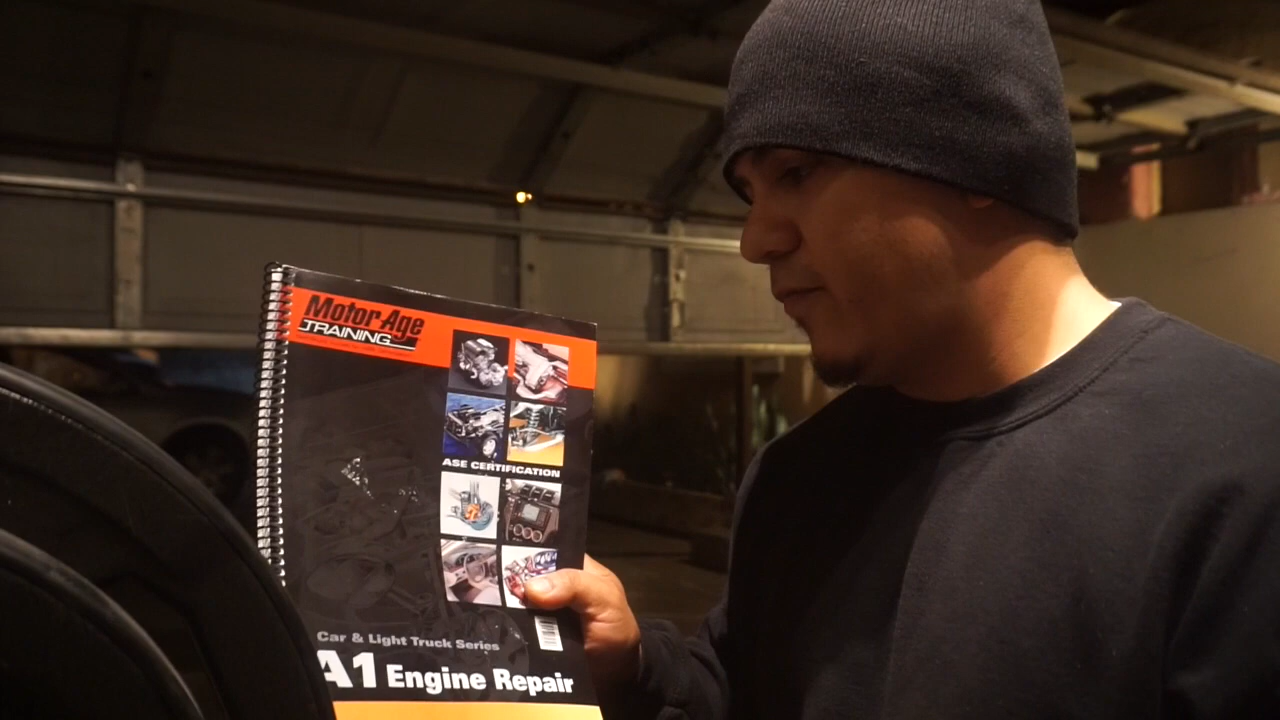 Motor Age
TRAINING
ASE CERTIFICATION
Car & Light Truck Series
A1 Engine Repair